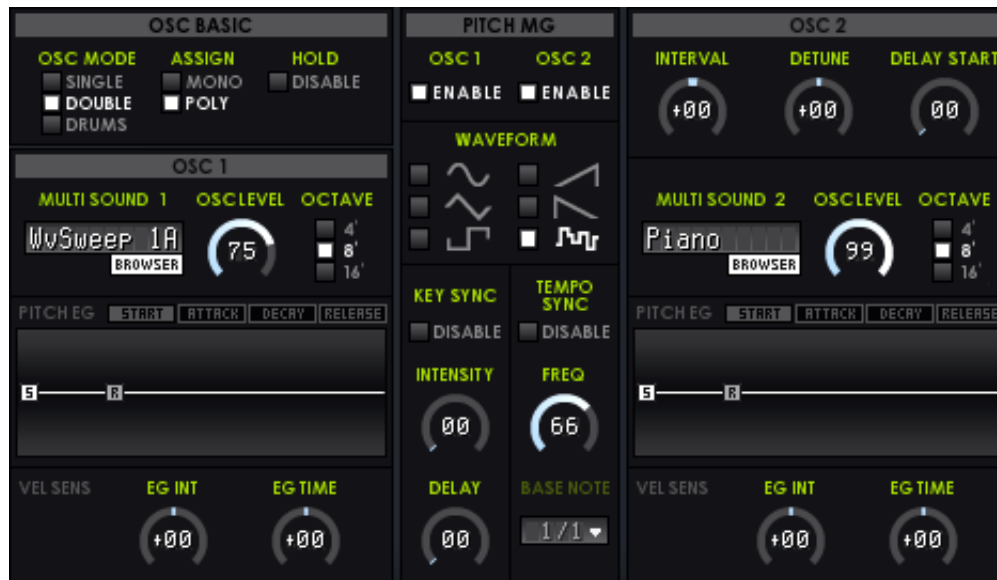 OSC BASIC
OSC MODE ASSIGN HOLD
SINGLE MONO DISABLE
DOUBLE POLY
DRUMS
OSC 1
MULTI SOUND 1 OSC LEVEL OCTAVE
WvSweep 1A 75 4'
8'
BROWSER 16'
PITCH EG START ATTACK DECAY RELEASE
S R
VEL SENS EG INT EG TIME
+00 +00
PITCH MG
OSC 1 OSC 2
ENABLE ENABLE
WAVEFORM
KEY SYNC TEMPO SYNC
DISABLE DISABLE
INTENSITY FREQ
00 66
DELAY BASE NOTE
00 1/1
OSC 2
INTERVAL DETUNE DELAY START
+00 +00 00
MULTI SOUND 2 OSC LEVEL OCTAVE
Piano 99 4'
8'
BROWSER 16'
PITCH EG START ATTACK DECAY RELEASE
S R
VEL SENS EG INT EG TIME
+00 +00